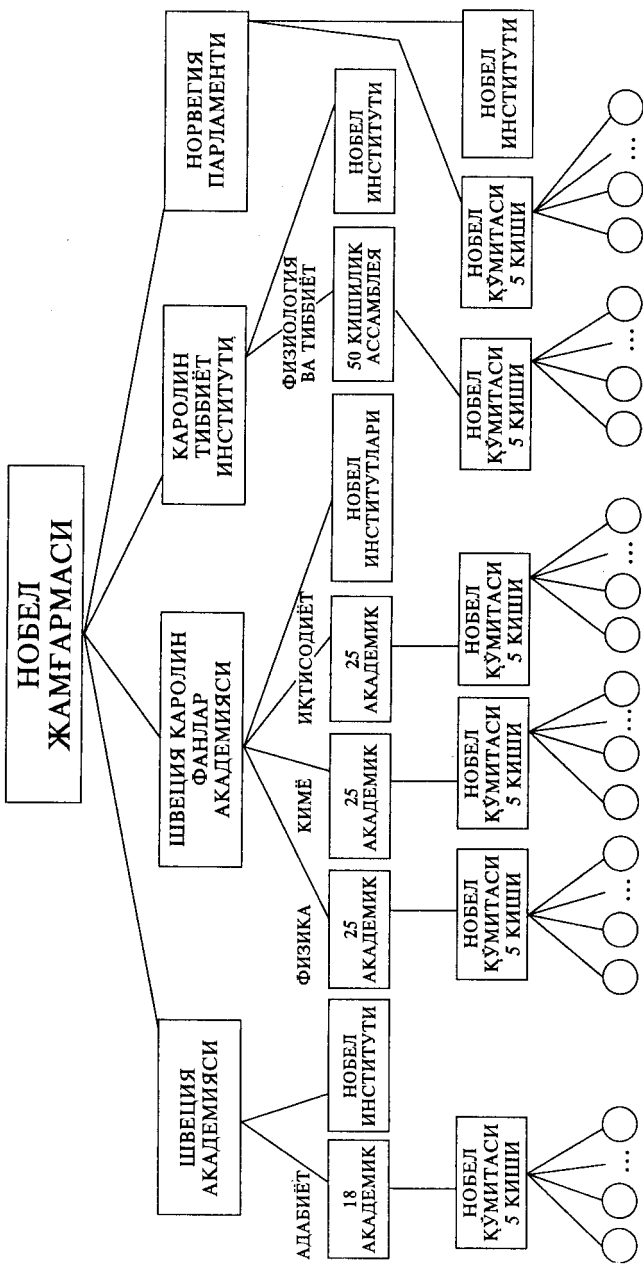 НОБЕЛ
ЖАМҒАРМАСИ
ШВЕЦИЯ
АКАДЕМИЯСИ
ШВЕЦИЯ КАРОЛИН
ФАНЛАР
АКАДЕМИЯСИ
КАРОЛИН
ТИББИЁТ
ИНСТИТУТИ
НОРВЕГИЯ
ПАРЛАМЕНТИ
АДАБИЁТ
18
АКАДЕМИК
НОБЕЛ
ИНСТИТУТИ
ФИЗИКА
25
АКАДЕМИК
КИМЁ
25
АКАДЕМИК
ИҚТИСОДИЁТ
25
АКАДЕМИК
НОБЕЛ
ИНСТИТУТЛАРИ
ФИЗИОЛОГИЯ
ВА ТИББИЁТ
50 КИШИЛИК
АССАМБЛЕЯ
НОБЕЛ
ИНСТИТУТИ
НОБЕЛ
ҚЎМИТАСИ
5 КИШИ
НОБЕЛ
ҚЎМИТАСИ
5 КИШИ
НОБЕЛ
ҚЎМИТАСИ
5 КИШИ
НОБЕЛ
ҚЎМИТАСИ
5 КИШИ
НОБЕЛ
ҚЎМИТАСИ
5 КИШИ
НОБЕЛ
ҚЎМИТАСИ
5 КИШИ
НОБЕЛ
ИНСТИТУТИ
...
...
...
...
...
...